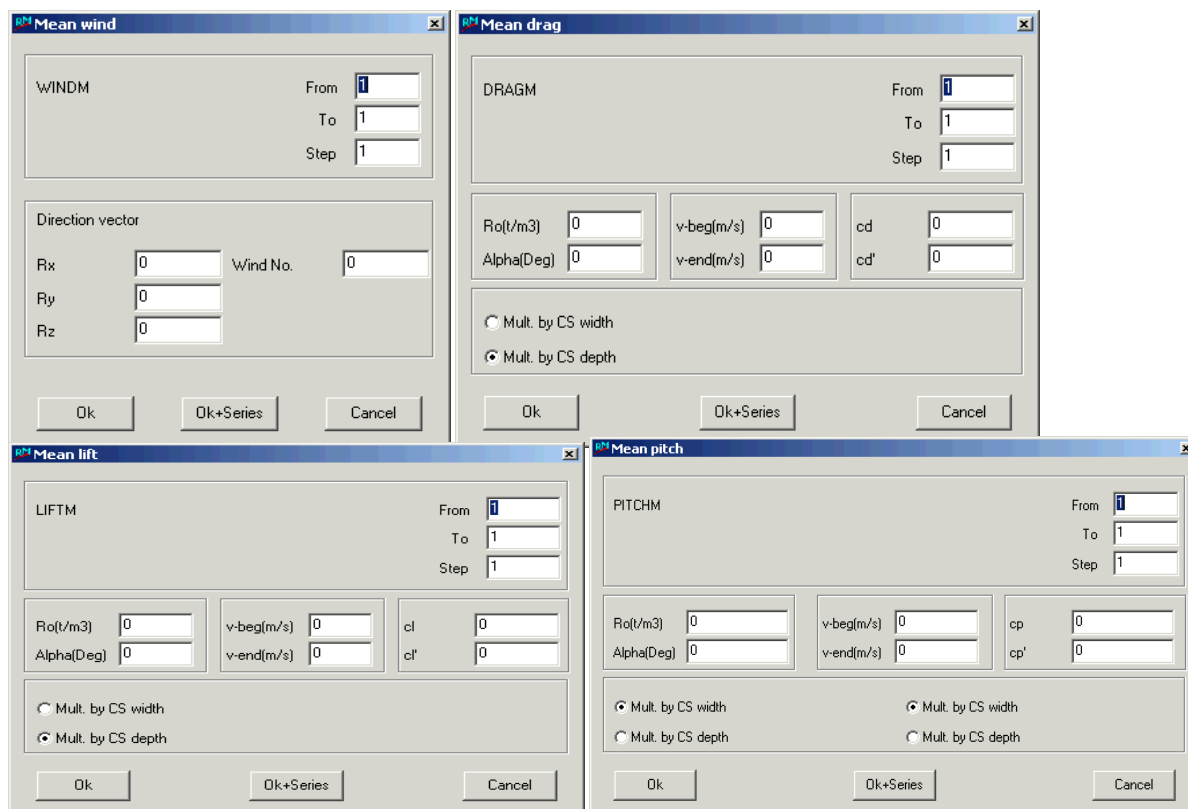 RM Mean wind
WINDM
From 1
To 1
Step 1
Direction vector
Rx 0 Wind No. 0
Ry 0
Rz 0
Ok Ok+Series Cancel
RM Mean drag
DRAGM
From 1
To 1
Step 1
Ro(t/m3) 0 v-beg(m/s) 0 cd 0
Alpha(Deg) 0 v-end(m/s) 0 cd' 0
Mult. by CS width
Mult. by CS depth
Ok Ok+Series Cancel
RM Mean lift
LIFTM
From 1
To 1
Step 1
Ro(t/m3) 0 v-beg(m/s) 0 cl 0
Alpha(Deg) 0 v-end(m/s) 0 cl' 0
Mult. by CS width
Mult. by CS depth
Ok Ok+Series Cancel
RM Mean pitch
PITCHM
From 1
To 1
Step 1
Ro(t/m3) 0 v-beg(m/s) 0 cp 0
Alpha(Deg) 0 v-end(m/s) 0 cp' 0
Mult. by CS width Mult. by CS width
Mult. by CS depth Mult. by CS depth
Ok Ok+Series Cancel